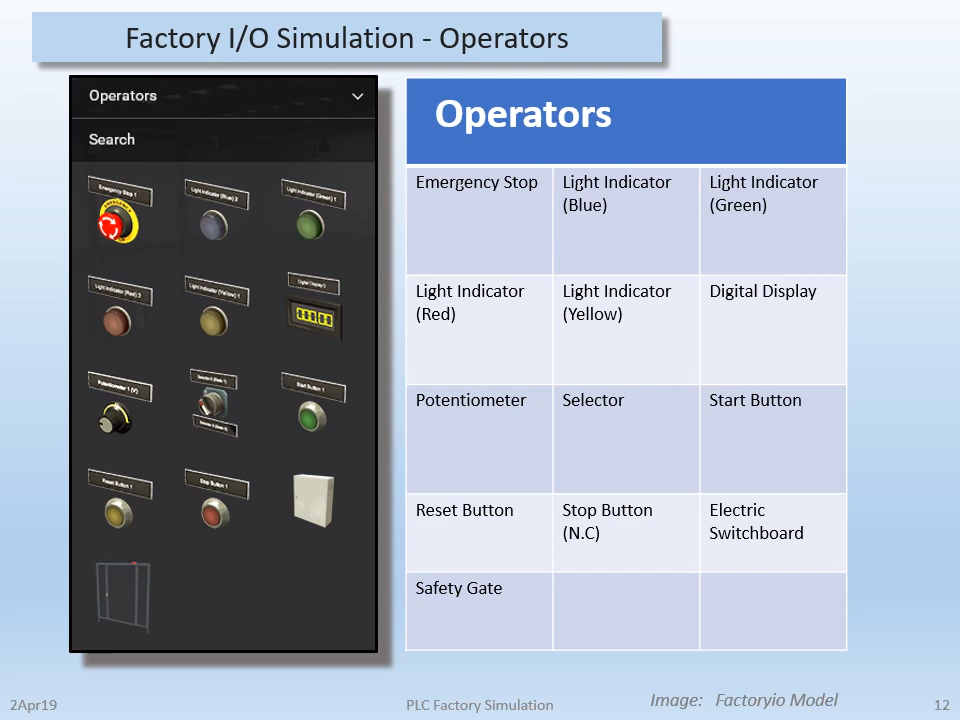 Factory I/O Simulation - Operators
Operators
Search
Emergency Stop 1
EMERGENCY
Light Indicator (Blue) 2
Light Indicator (Green) 1
Light Indicator (Red) 2
Light Indicator (Yellow) 1
Digital Display
Potentiometer 1 (V)
Start Button 1
Reset Button 1
Stop Button 1
Operators
Emergency Stop
Light Indicator
(Blue)
Light Indicator
(Green)
Light Indicator
(Red)
Light Indicator
(Yellow)
Digital Display
Potentiometer
Selector
Start Button
Reset Button
Stop Button
(N.C)
Electric
Switchboard
Safety Gate
2Apr19
PLC Factory Simulation
Image: Factoryio Model
12